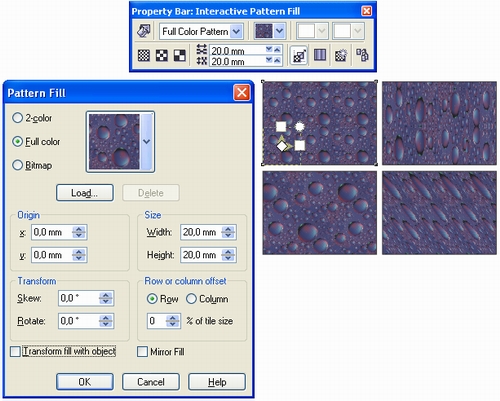 Property Bar: Interactive Pattern Fill
Full Color Pattern
20.0 mm
20.0 mm
Pattern Fill
2-color
Full color
Bitmap
Load...
Delete
Origin
x: 0,0 mm
y: 0,0 mm
Size
Width: 20,0 mm
Height: 20,0 mm
Transform
Skew: 0,0 °
Rotate: 0,0 °
Row or column offset
Row
Column
0 % of tile size
Transform fill with object
Mirror Fill
OK
Cancel
Help